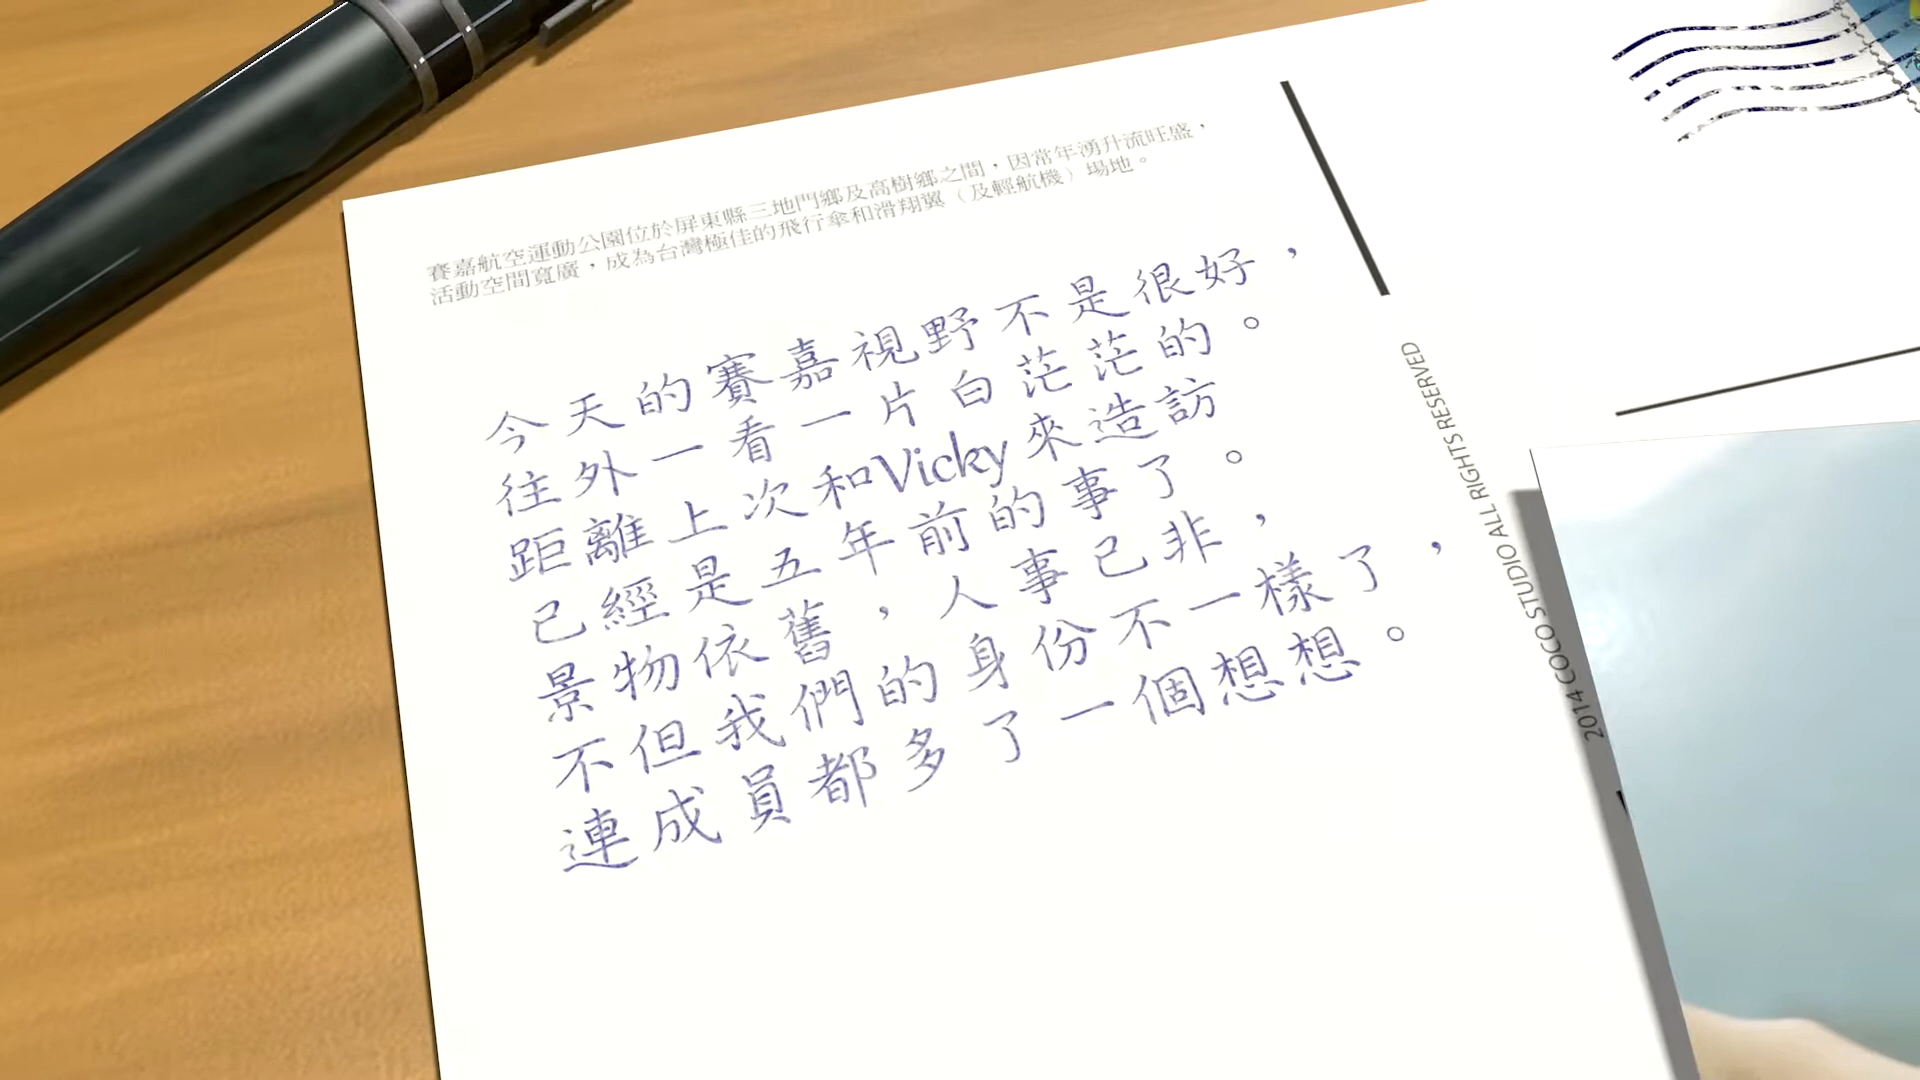 賽嘉航空運動公園位於屏東縣三地門鄉及高樹鄉之間，因常年湧升流旺盛，
活動空間寬廣，成為台灣極佳的飛行傘和滑翔翼（及輕航機）場地。
今天的賽嘉視野不是很好，
往外一看一片白茫茫的。
距離上次和Vicky來造訪
已經是五年前的事了。
景物依舊，人事已非，
不但我們的身份不一樣了，
連成員都多了一個想想。
2014 COCO STUDIO ALL RIGHTS RESERVED